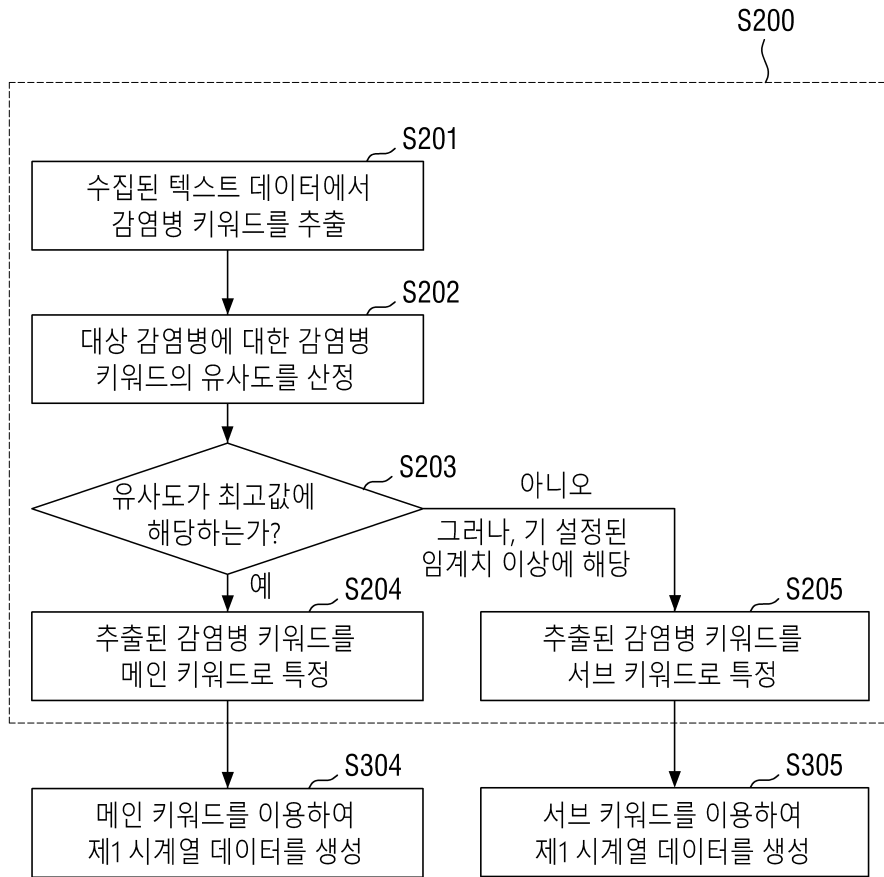 S200
S201
수집된 텍스트 데이터에서
감염병 키워드를 추출
S202
대상 감염병에 대한 감염병
키워드의 유사도를 산정
S203
유사도가 최고값에
해당하는가?
아니오
그러나, 기 설정된
임계치 이상에 해당
예
S204
추출된 감염병 키워드를
메인 키워드로 특정
S205
추출된 감염병 키워드를
서브 키워드로 특정
S304
메인 키워드를 이용하여
제1 시계열 데이터를 생성
S305
서브 키워드를 이용하여
제1 시계열 데이터를 생성